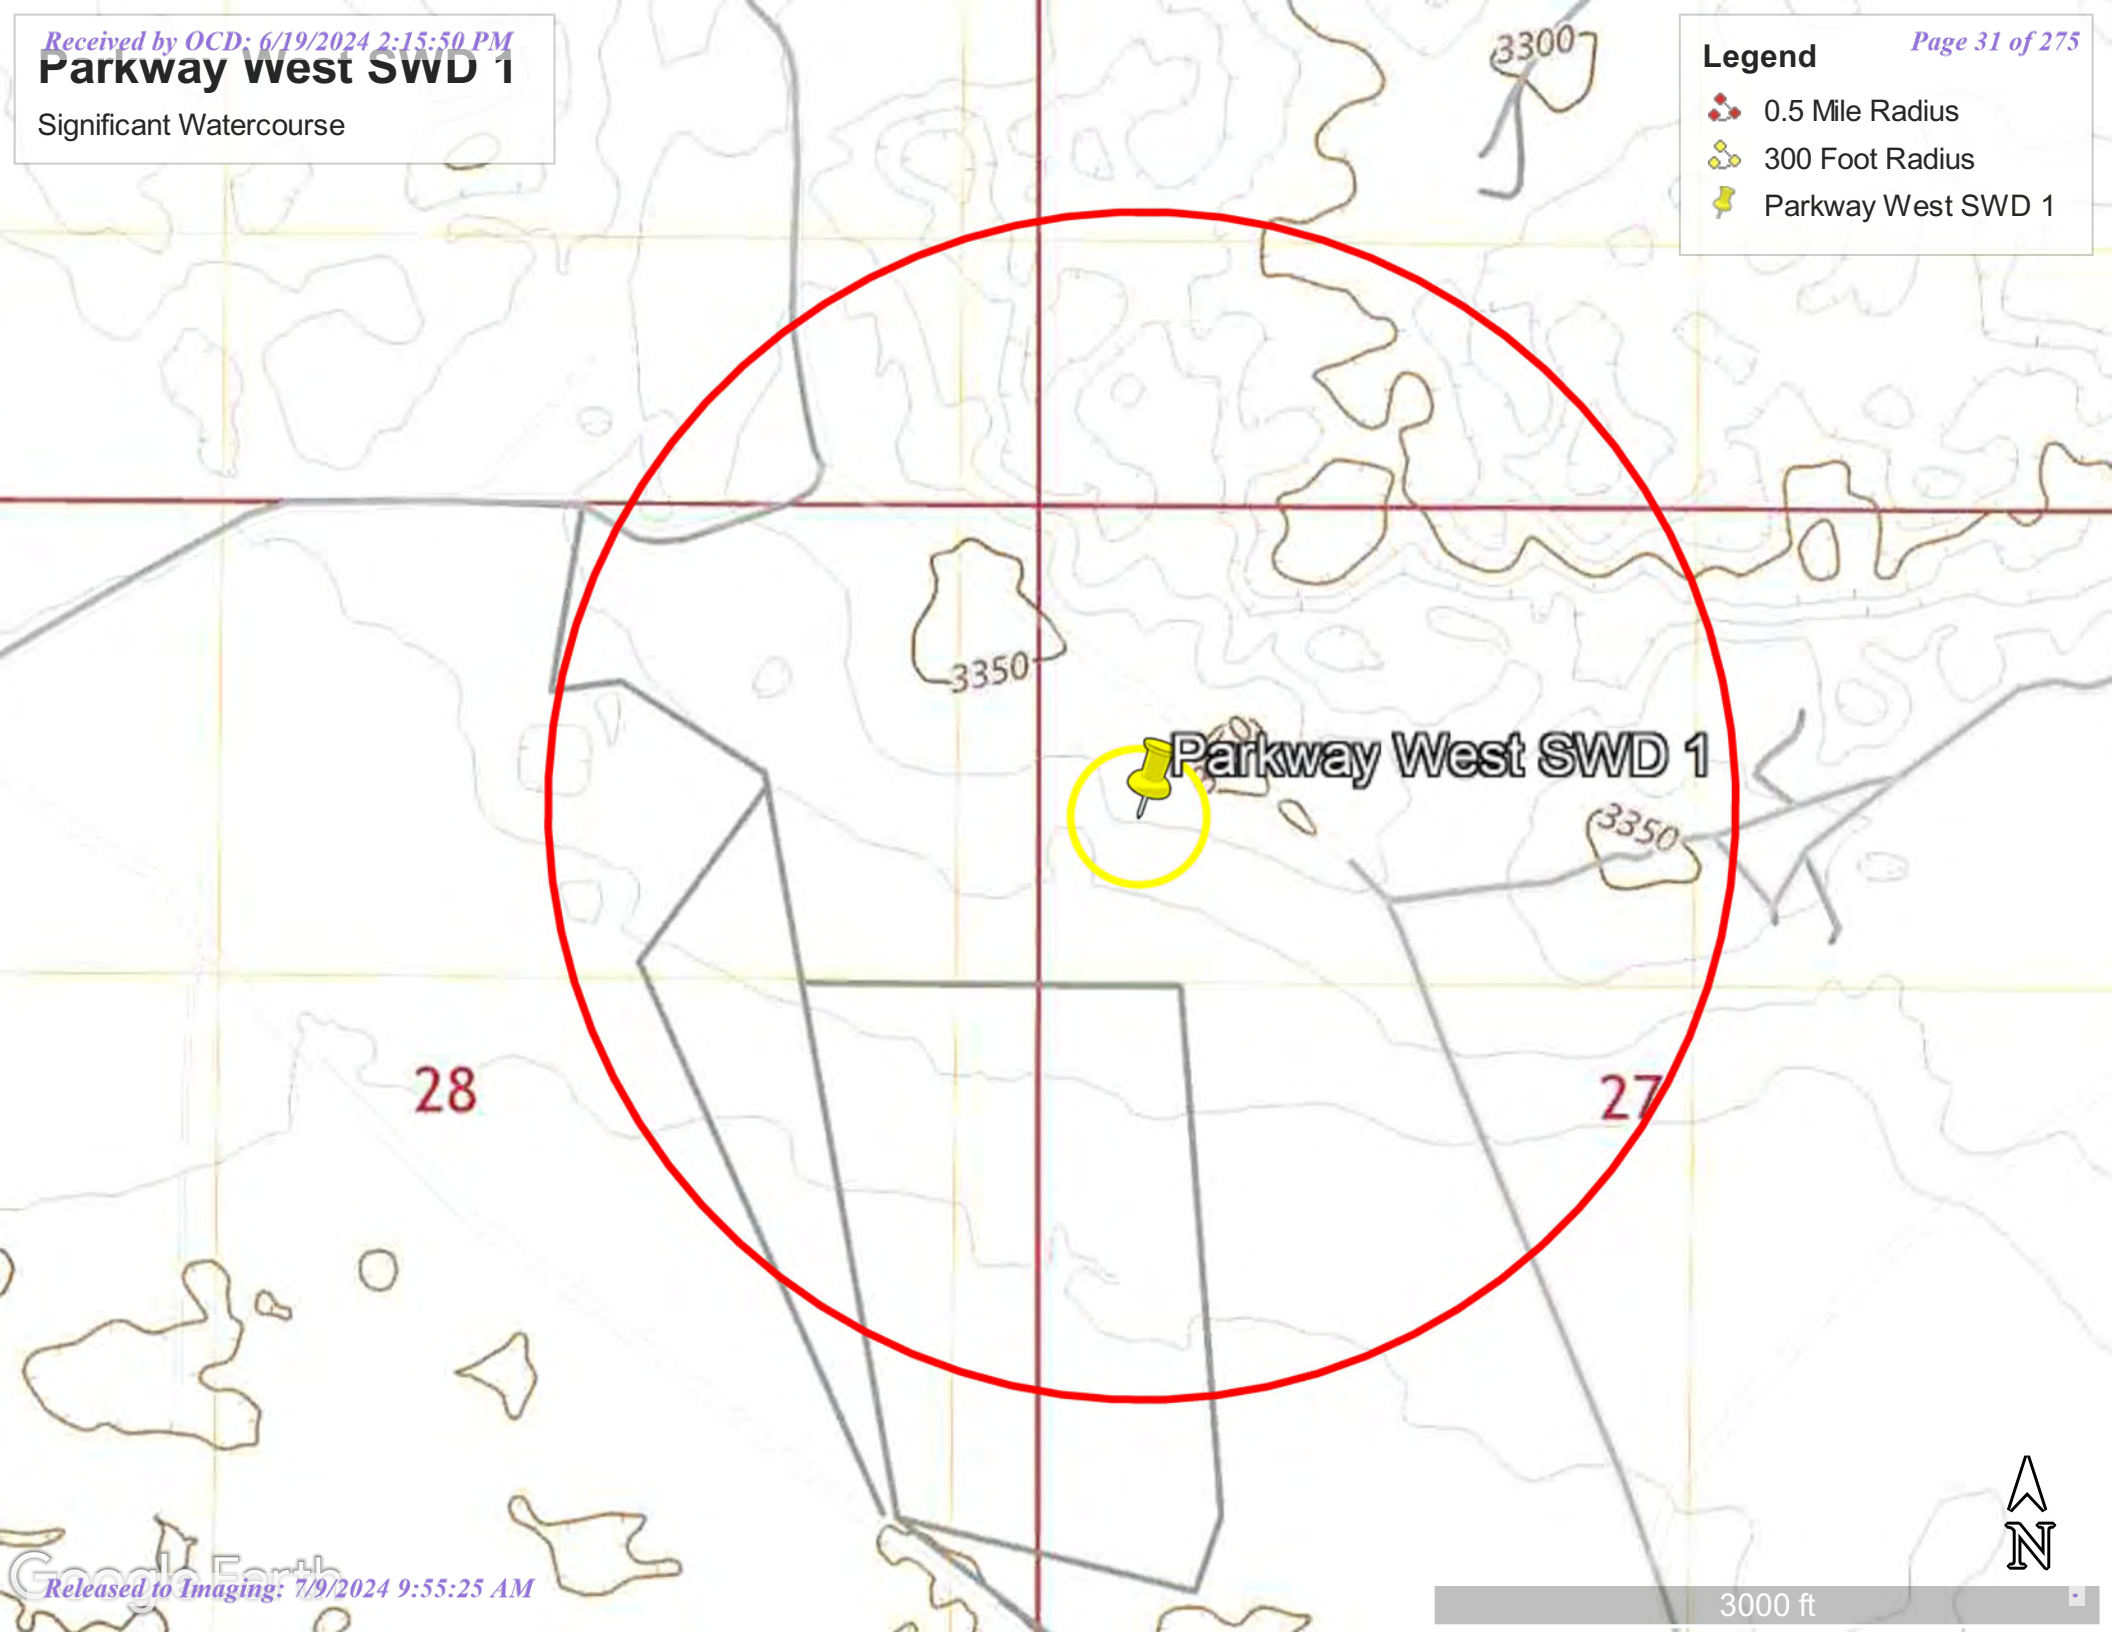 Received by OCD: 6/19/2024 2:15:50 PM
Page 31 of 275
Parkway West SWD 1
Significant Watercourse
Legend
0.5 Mile Radius
300 Foot Radius
Parkway West SWD 1
3300
3350
Parkway West SWD 1
3350
28
27
N
Google Earth
Released to Imaging: 7/9/2024 9:55:25 AM
3000 ft